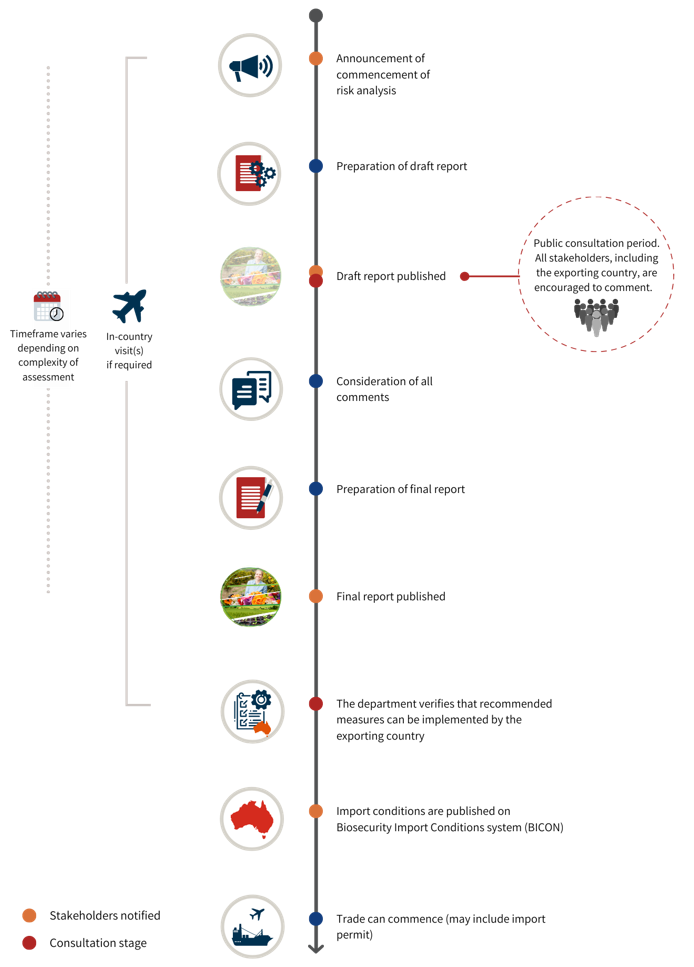 Announcement of
commencement of
risk analysis
Preparation of draft report
Draft report published
Public consultation period.
All stakeholders, including
the exporting country, are
encouraged to comment.
Timeframe varies
depending on
complexity of
assessment
In-country
visit(s)
if required
Consideration of all
comments
Preparation of final report
Final report published
The department verifies that recommended
measures can be implemented by the
exporting country
Import conditions are published on
Biosecurity Import Conditions system (BICON)
Trade can commence (may include import
permit)
Stakeholders notified
Consultation stage